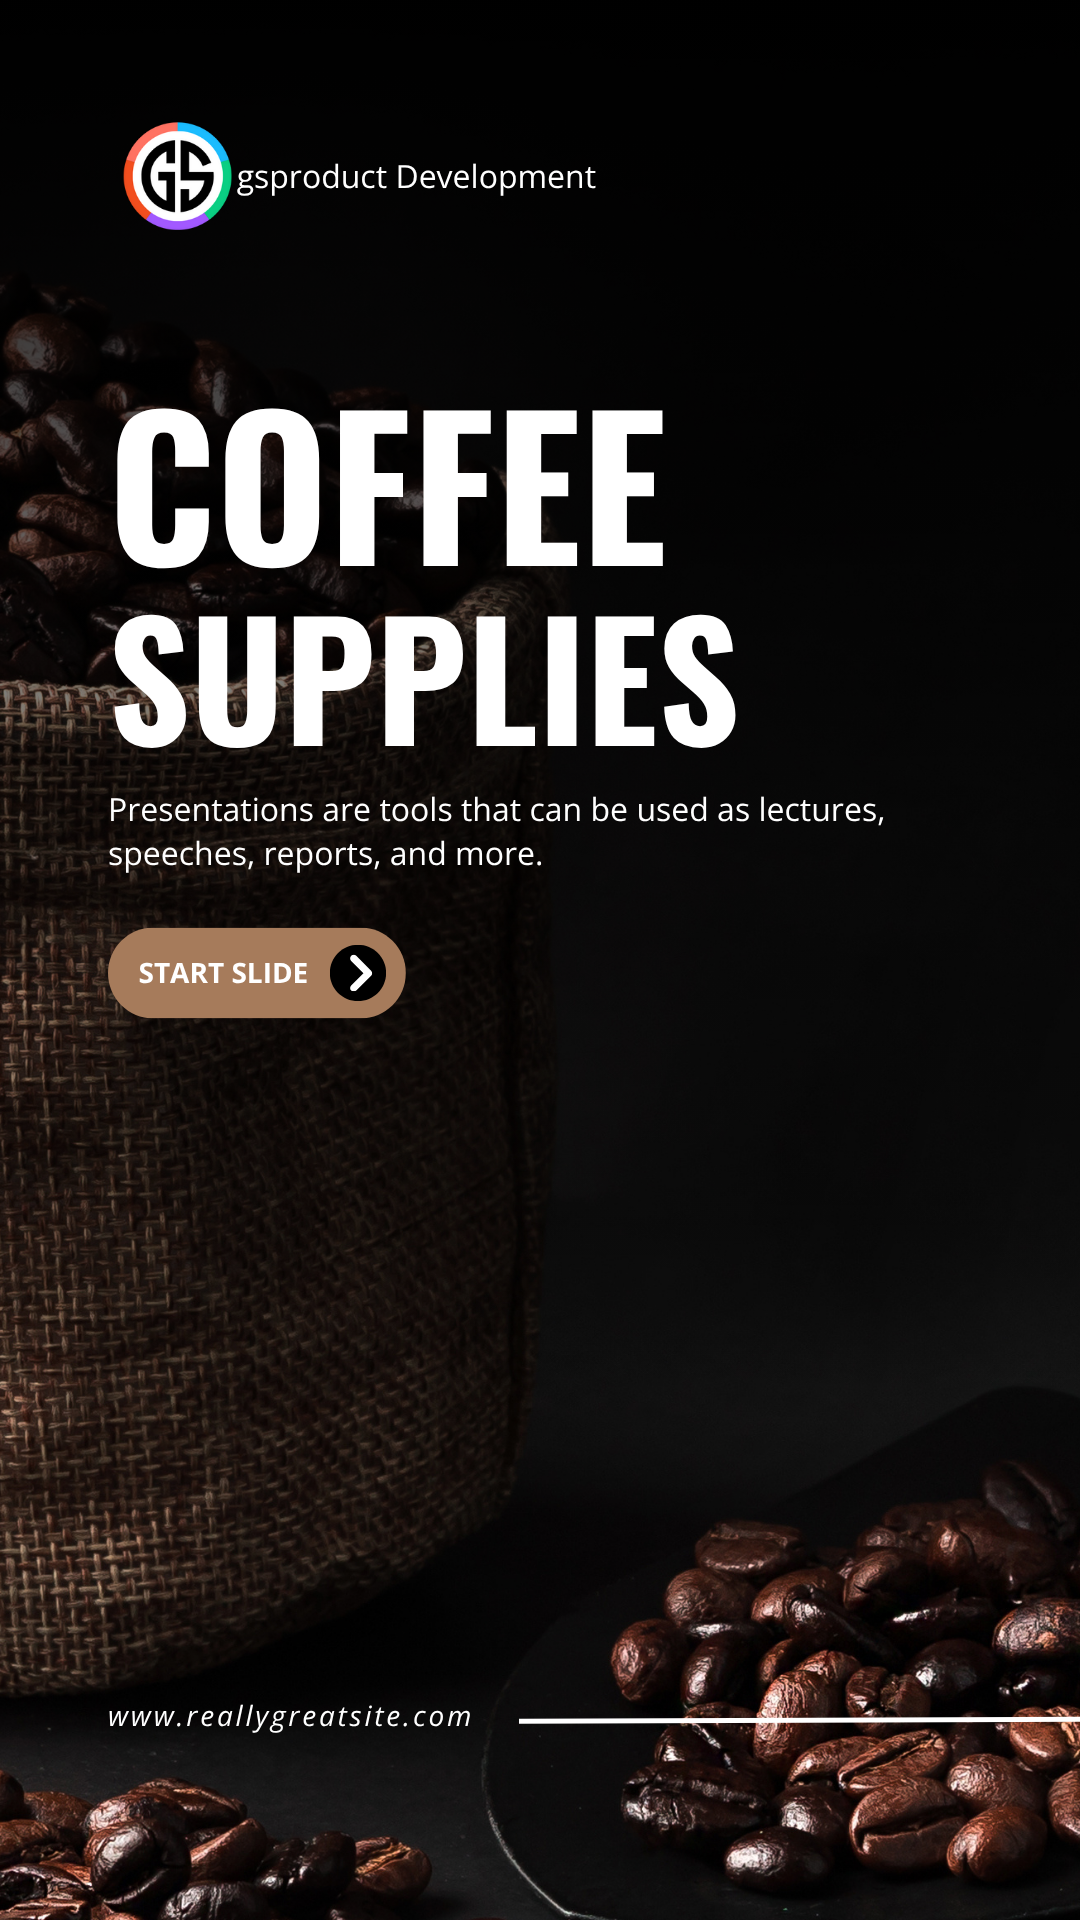 GS
gsproduct Development
COFFEE
SUPPLIES
Presentations are tools that can be used as lectures,
speeches, reports, and more.
START SLIDE
www.reallygreatsite.com